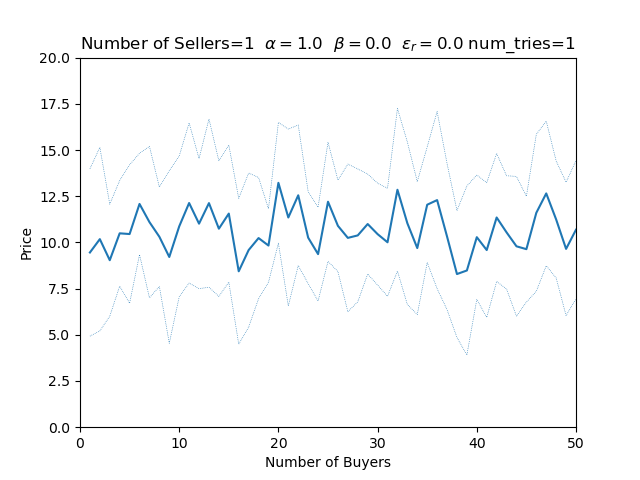 Number of Sellers=1 α = 1.0 β = 0.0 εᵣ = 0.0 num_tries=1
20.0
17.5
15.0
12.5
10.0
7.5
5.0
2.5
0.0
Price
0 10 20 30 40 50
Number of Buyers